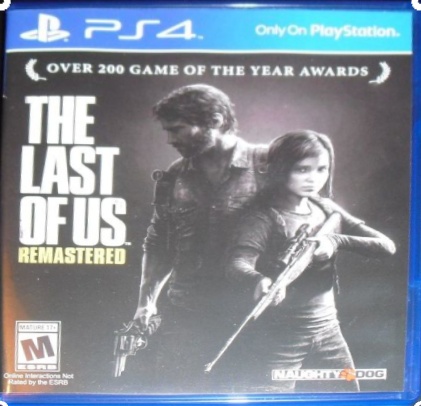 PS4
Only On PlayStation.
OVER 200 GAME OF THE YEAR AWARDS
THE
LAST
OF US
REMASTERED
MATURE 17+
M
ESRB
Online Interactions Not
Rated by the ESRB
NAUGHTY DOG